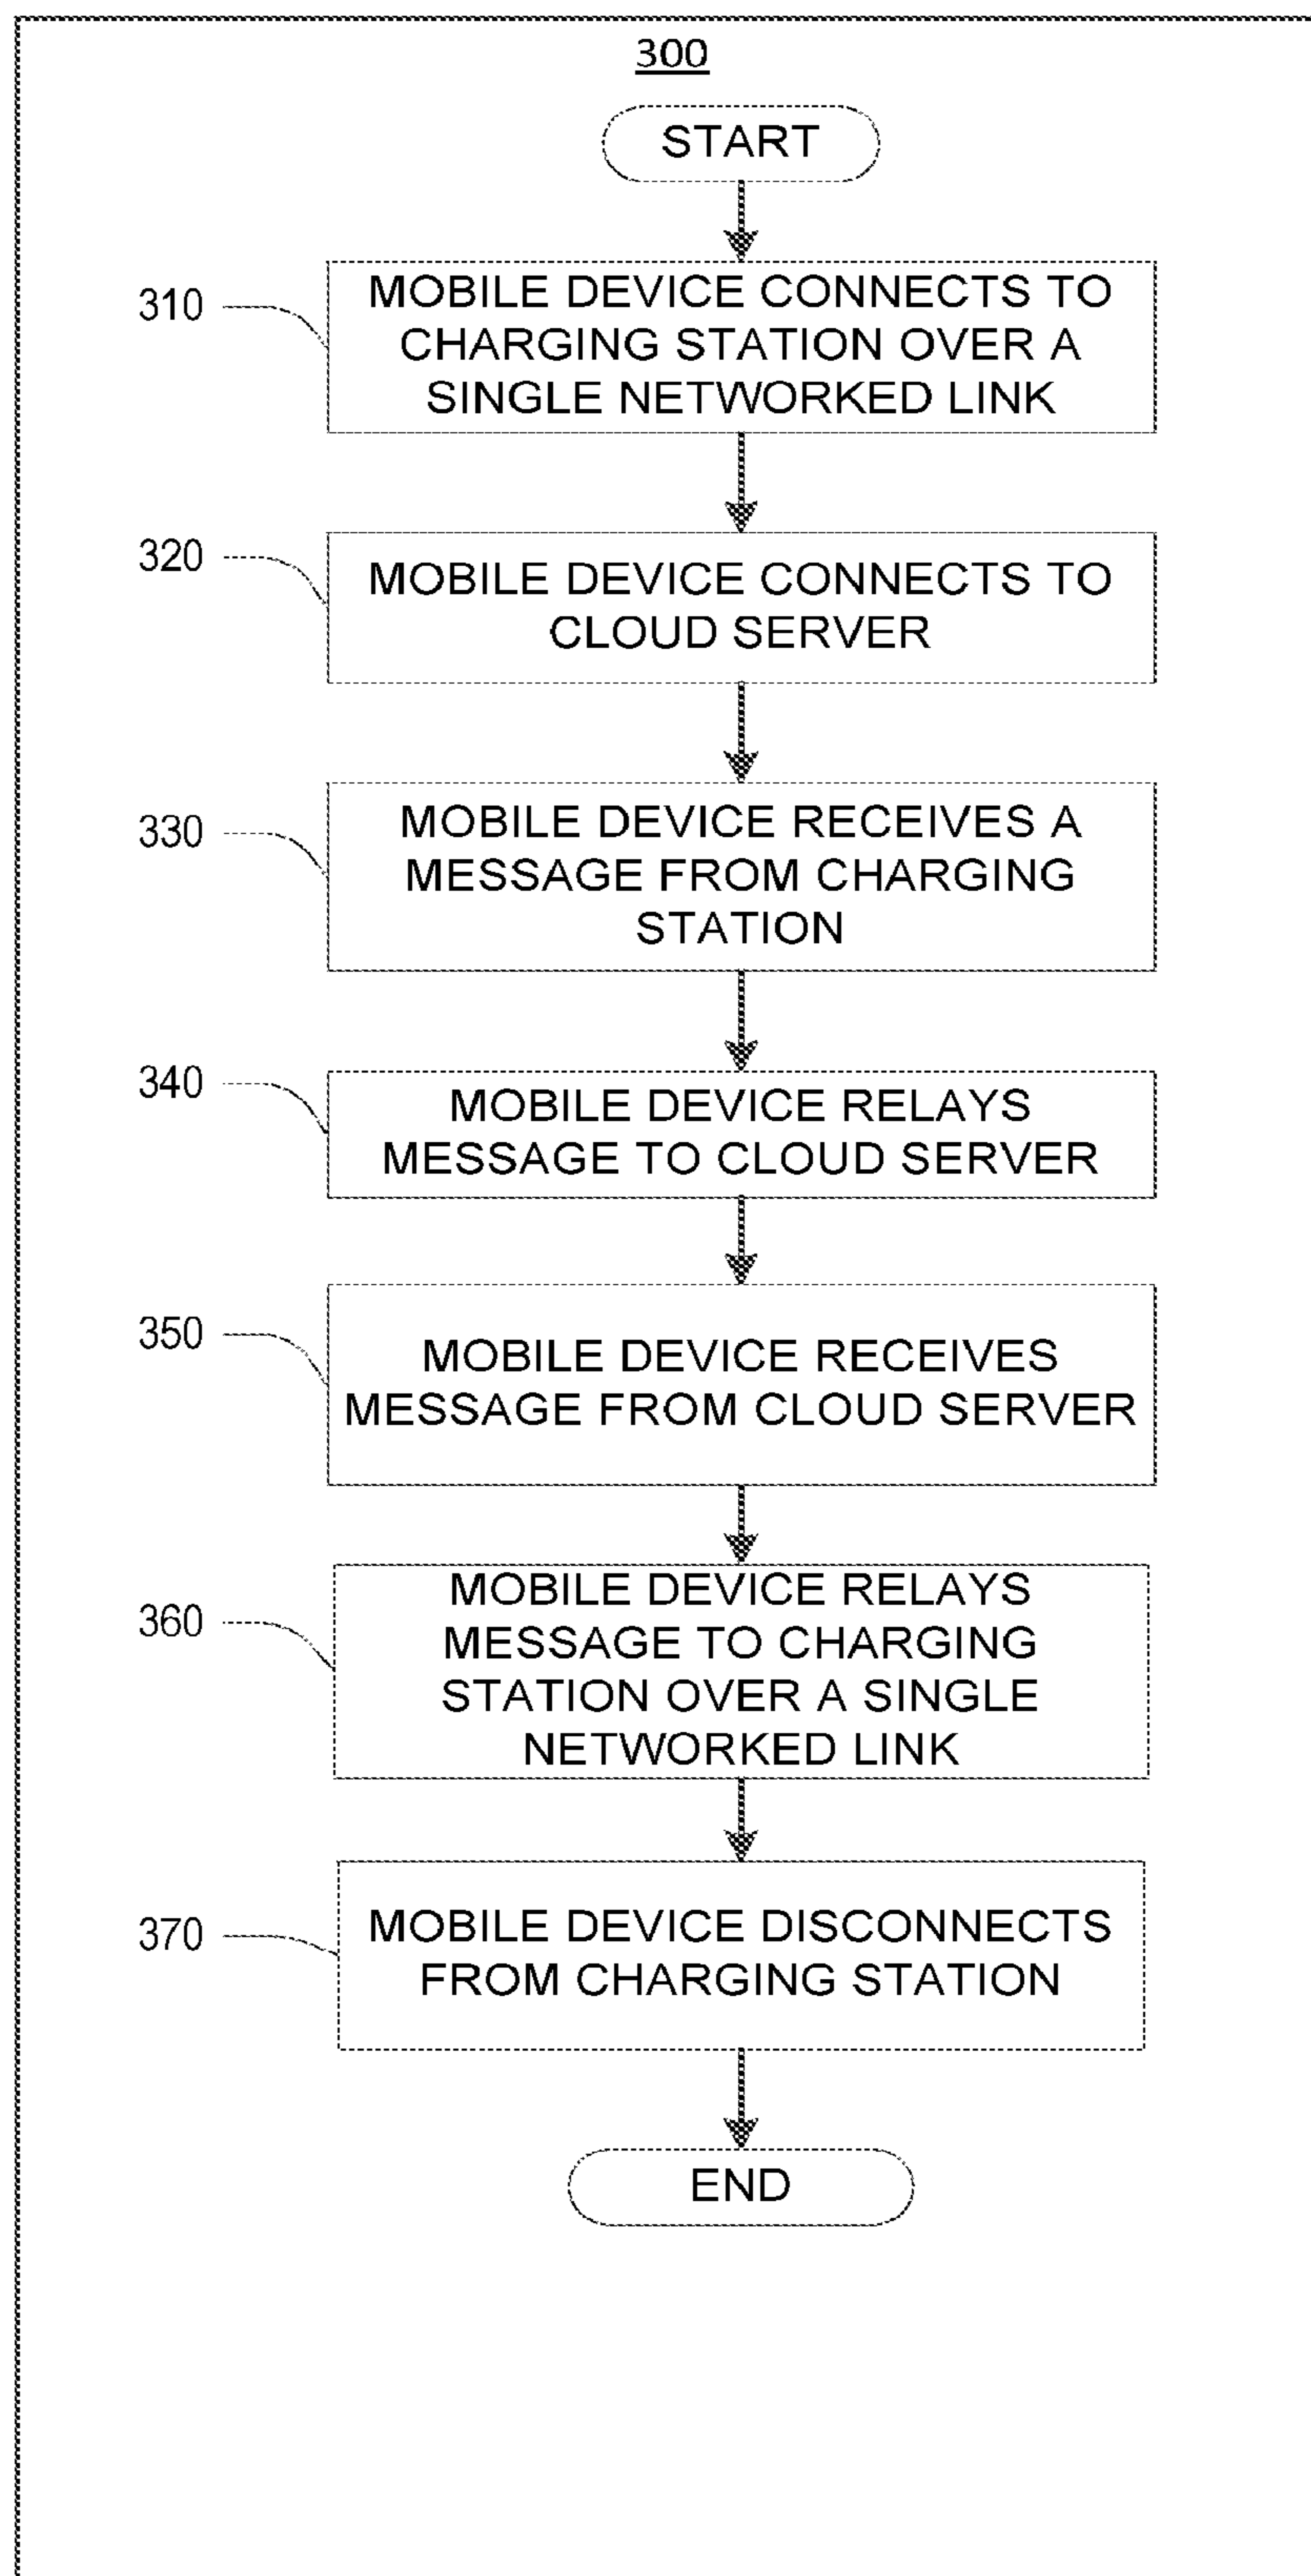 300
START
310
MOBILE DEVICE CONNECTS TO
CHARGING STATION OVER A
SINGLE NETWORKED LINK
320
MOBILE DEVICE CONNECTS TO
CLOUD SERVER
330
MOBILE DEVICE RECEIVES A
MESSAGE FROM CHARGING
STATION
340
MOBILE DEVICE RELAYS
MESSAGE TO CLOUD SERVER
350
MOBILE DEVICE RECEIVES
MESSAGE FROM CLOUD SERVER
360
MOBILE DEVICE RELAYS
MESSAGE TO CHARGING
STATION OVER A SINGLE
NETWORKED LINK
370
MOBILE DEVICE DISCONNECTS
FROM CHARGING STATION
END